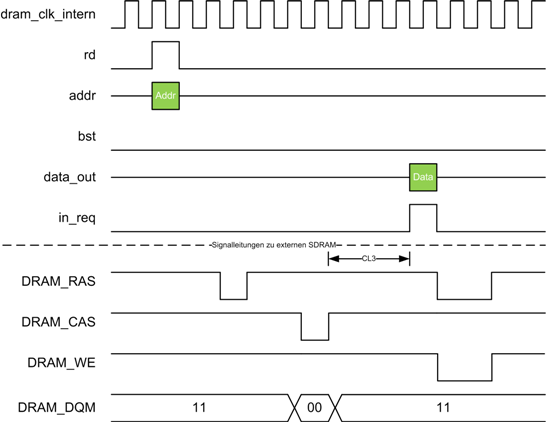 dram_clk_intern
rd
addr Addr
bst
data_out Data
in_req
Signalleitungen zu externen SDRAM
CL3
DRAM_RAS
DRAM_CAS
DRAM_WE
DRAM_DQM 11 00 11